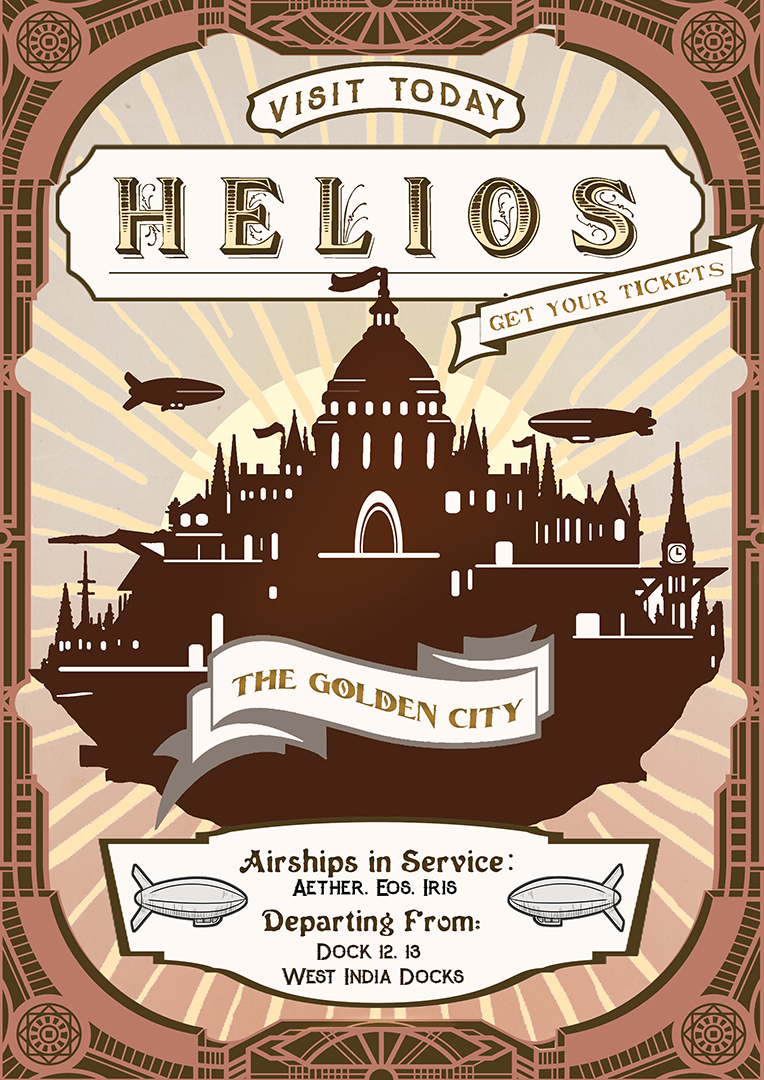 VISIT TODAY
HELIOS
GET YOUR TICKETS
THE GOLDEN CITY
Airships in Service:
AETHER. EOS. IRIS
Departing From:
DOCK 12. 13
WEST INDIA DOCKS